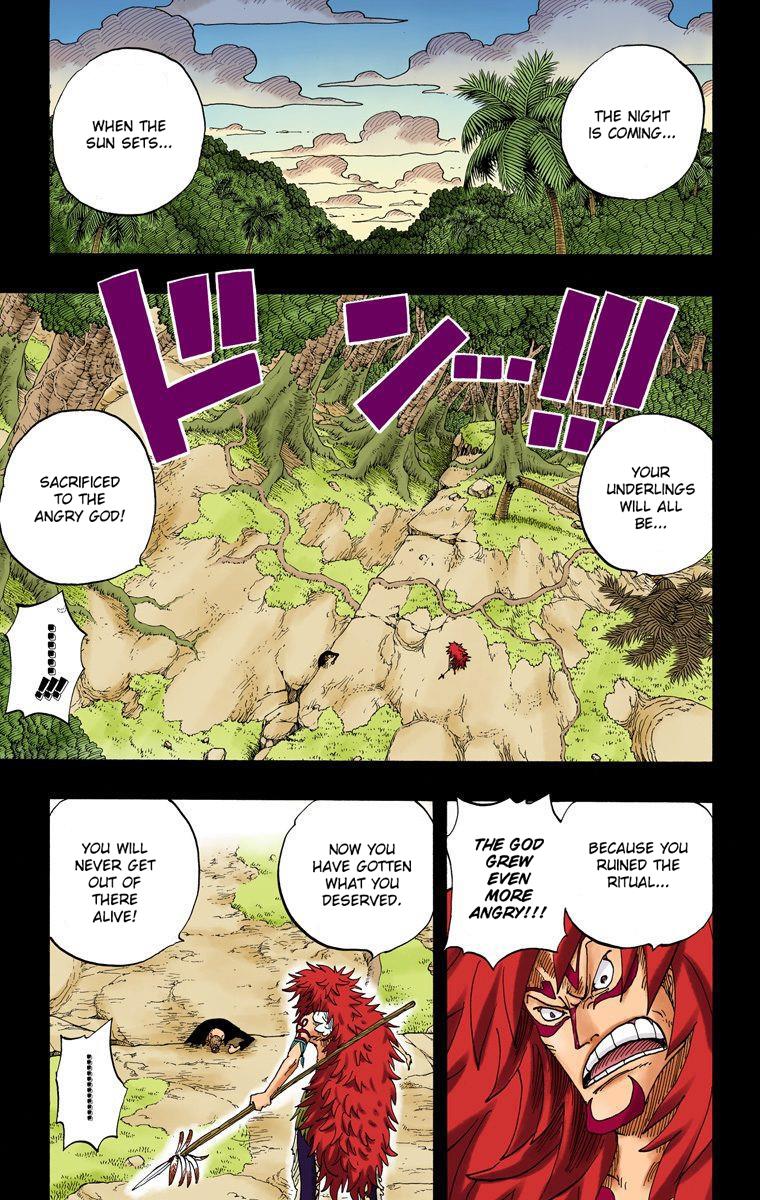 THE NIGHT
IS COMING...
WHEN THE
SUN SETS...
ドン…!!!
YOUR
UNDERLINGS
WILL ALL
BE...
SACRIFICED
TO THE
ANGRY GOD!
.........!!!
BECAUSE YOU
RUINED THE
RITUAL...
THE GOD
GREW
EVEN
MORE
ANGRY!!!
NOW YOU
HAVE GOTTEN
WHAT YOU
DESERVED.
YOU WILL
NEVER GET
OUT OF
THERE
ALIVE!
............